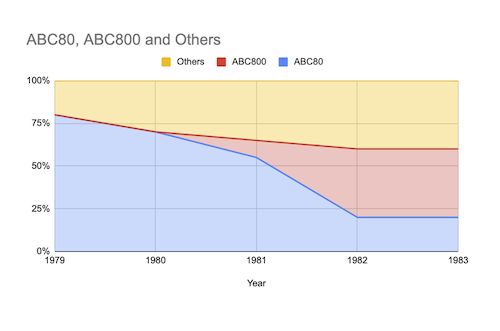 ABC80, ABC800 and Others
Others ABC800 ABC80
100%
75%
50%
25%
0%
1979 1980 1981 1982 1983
Year